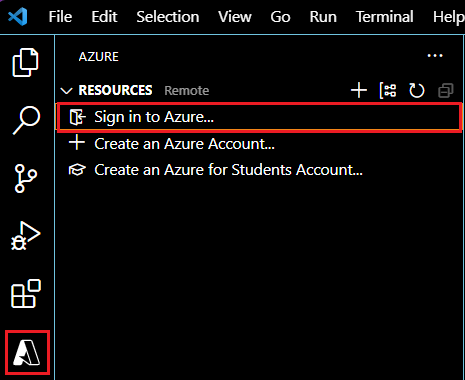 File Edit Selection View Go Run Terminal Help
AZURE
RESOURCES Remote
Sign in to Azure...
Create an Azure Account...
Create an Azure for Students Account...